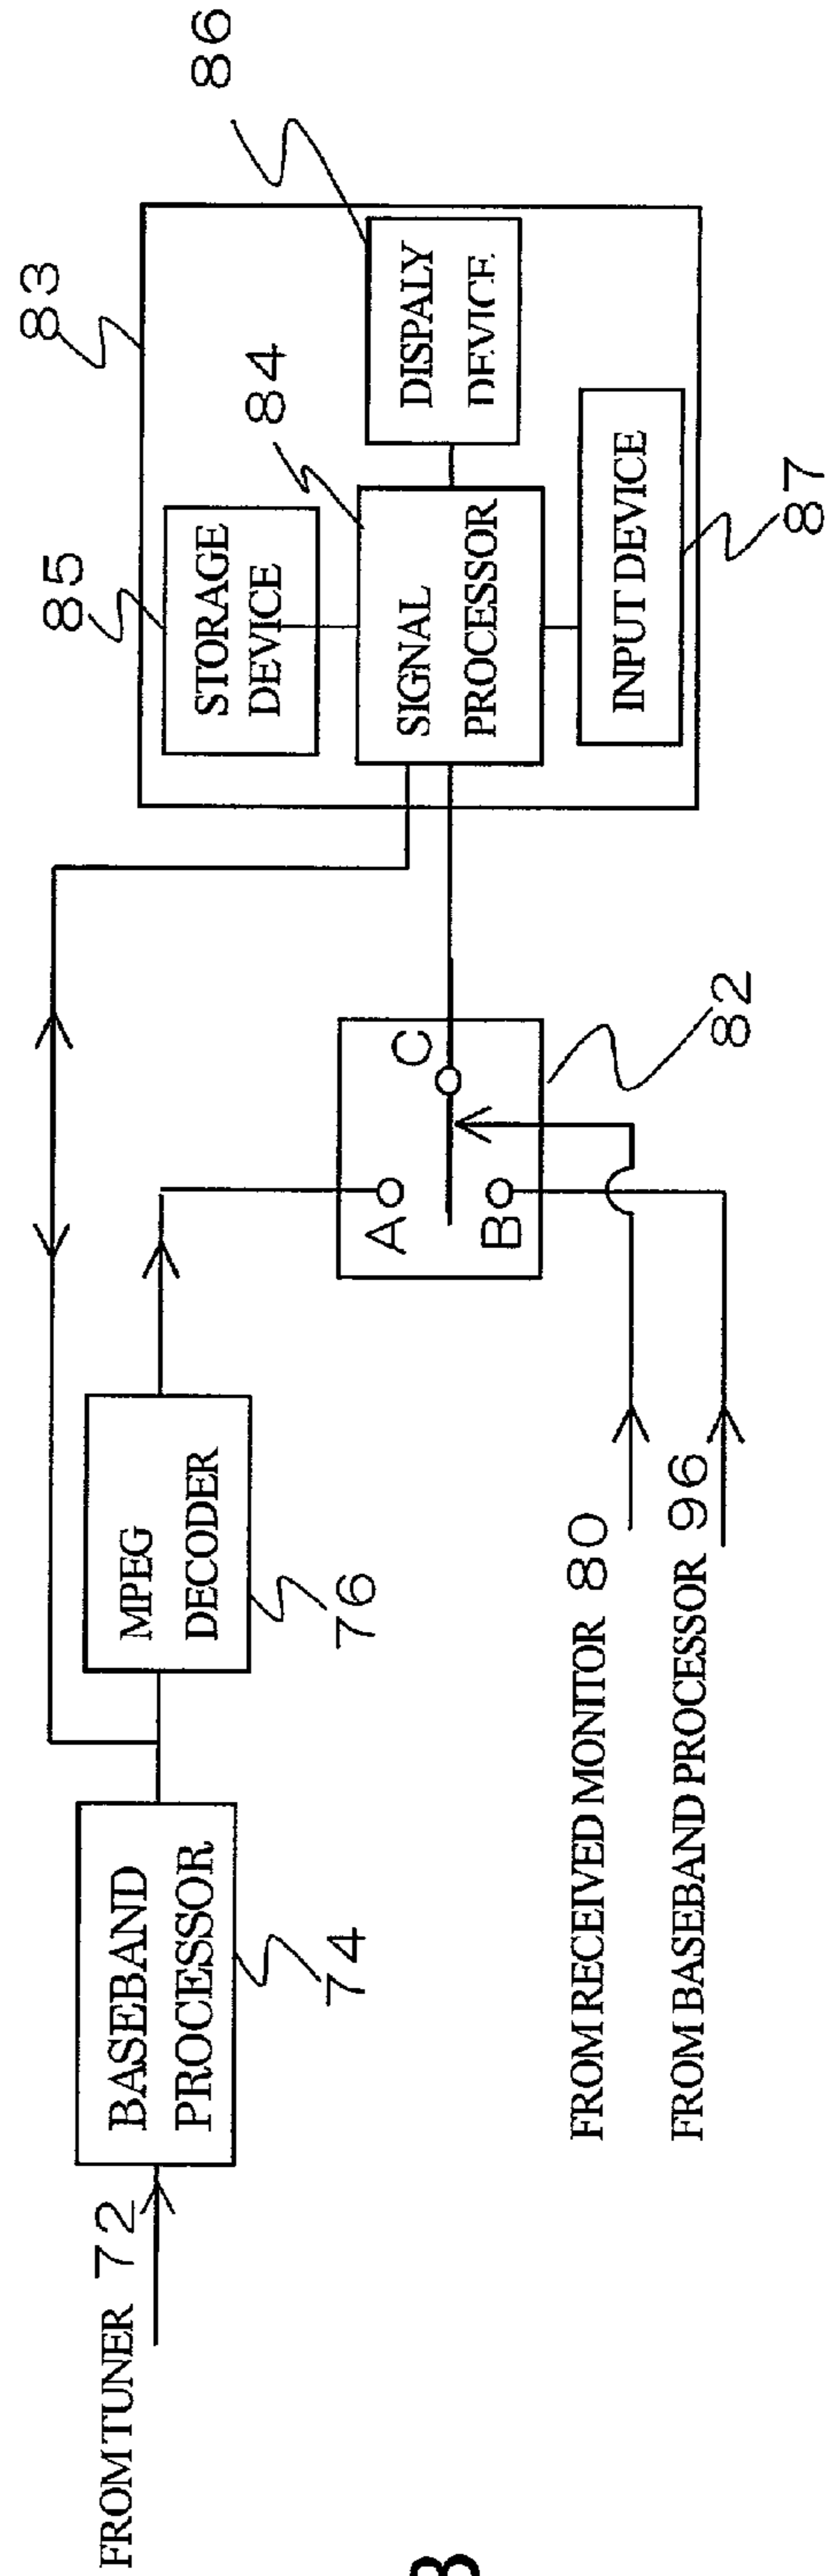 FROM TUNER 72
BASEBAND
PROCESSOR
74
MPEG
DECODER
76
A
B
C
82
FROM RECEIVED MONITOR 80
FROM BASEBAND PROCESSOR 96
83
85
STORAGE
DEVICE
84
SIGNAL
PROCESSOR
86
DISPALY
DEVICE
INPUT DEVICE
87